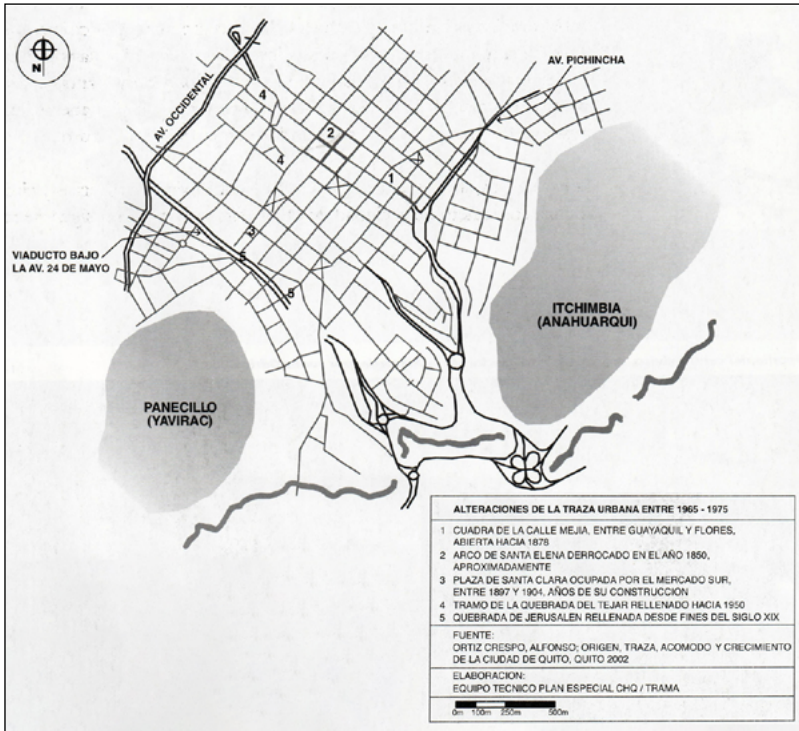 N
AV. OCCIDENTAL
AV. PICHINCHA
4
2
4
1
4
3
4
5
5
VIADUCTO BAJO
LA AV. 24 DE MAYO
ITCHIMBIA
(ANAHUARQUI)
PANECILLO
(YAVIRAC)
ALTERACIONES DE LA TRAZA URBANA ENTRE 1965 - 1975
1 CUADRA DE LA CALLE MEJIA, ENTRE GUAYAQUIL Y FLORES,
ABIERTA HACIA 1878
2 ARCO DE SANTA ELENA DERROCADO EN EL AÑO 1850,
APROXIMADAMENTE
3 PLAZA DE SANTA CLARA OCUPADA POR EL MERCADO SUR,
ENTRE 1897 Y 1904, AÑOS DE SU CONSTRUCCION
4 TRAMO DE LA QUEBRADA DEL TEJAR RELLENADO HACIA 1950
5 QUEBRADA DE JERUSALEN RELLENADA DESDE FINES DEL SIGLO XIX
FUENTE:
ORTIZ CRESPO, ALFONSO; ORIGEN, TRAZA, ACOMODO Y CRECIMIENTO
DE LA CIUDAD DE QUITO, QUITO 2002
ELABORACION:
EQUIPO TECNICO PLAN ESPECIAL CHQ / TRAMA
0m 100m 250m 500m